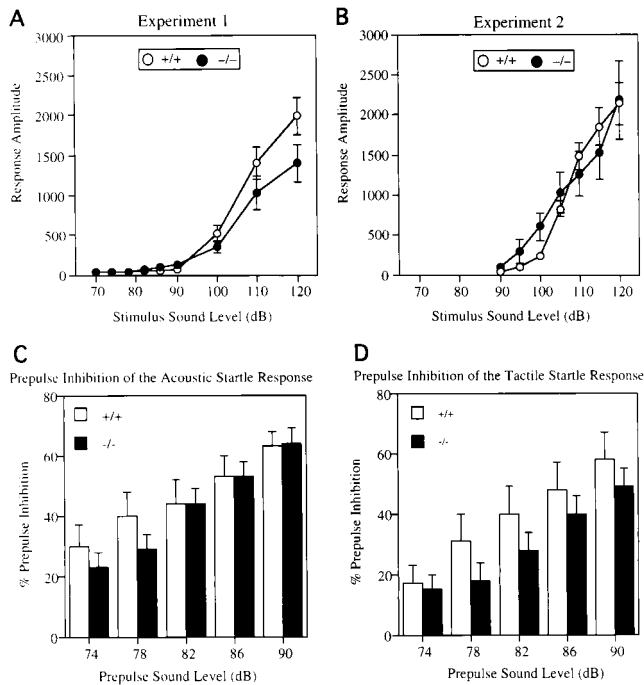 A
Experiment 1
3000
2500
2000
1500
1000
500
0
Response Amplitude
+/+ −/−
70 80 90 100 110 120
Stimulus Sound Level (dB)
B
Experiment 2
3000
2500
2000
1500
1000
500
0
Response Amplitude
+/+ −/−
70 80 90 100 110 120
Stimulus Sound Level (dB)
C
Prepulse Inhibition of the Acoustic Startle Response
80
60
40
20
0
% Prepulse Inhibition
+/+
-/-
74 78 82 86 90
Prepulse Sound Level (dB)
D
Prepulse Inhibition of the Tactile Startle Response
80
60
40
20
0
% Prepulse Inhibition
+/+
-/-
74 78 82 86 90
Prepulse Sound Level (dB)